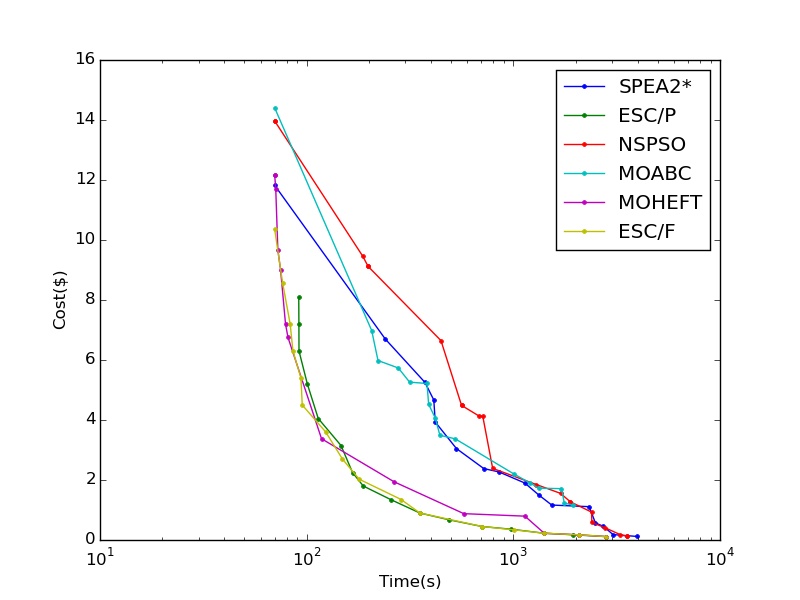 16
14
12
10
8
6
4
2
0
Cost($)
10^1
10^2
10^3
10^4
Time(s)
SPEA2*
ESC/P
NSPSO
MOABC
MOHEFT
ESC/F